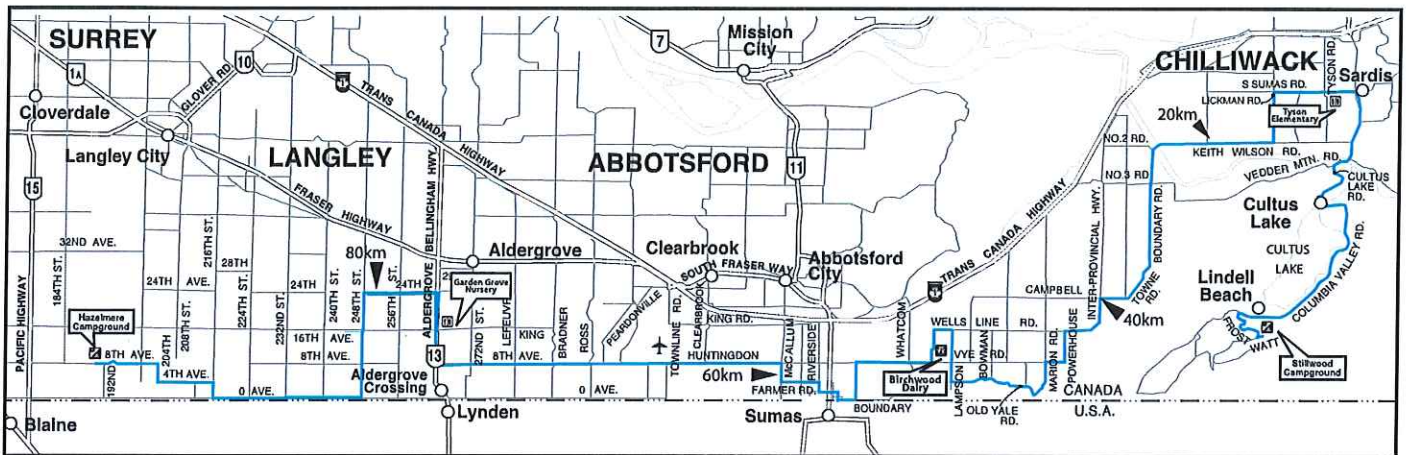 SURREY
1A
GLOVER RD.
10
1
TRANS CANADA HIGHWAY
7
Mission City
CHILLIWACK
TYSON RD.
Sardis
S SUMAS RD.
LICKMAN RD.
Tyson Elementary
Cloverdale
Langley City
LANGLEY
ABBOTSFORD
11
20km
NO.2 RD.
KEITH WILSON RD.
NO.3 RD
VEDDER MTN. RD.
CULTUS LAKE RD.
15
FRASER HIGHWAY
ALDERGROVE BELLINGHAM HWY
TRANS CANADA HIGHWAY
1
INTER-PROVINCIAL HWY.
BOUNDARY RD.
TOWNE RD.
Cultus Lake
CULTUS LAKE
COLUMBIA VALLEY RD.
32ND AVE.
216TH ST.
28TH
80km
Aldergrove
Clearbrook
SOUTH FRASER WAY
Abbotsford City
PACIFIC HIGHWAY
184TH ST.
24TH AVE.
208TH ST.
224TH ST.
24TH
232ND ST.
240TH ST.
248TH ST.
256TH ST.
24TH
Garden Grove Nursery
272ND ST.
LEFEUVRE
BRADNER
ROSS
PEARDONVILLE
TOWNLINE RD.
CLEARBROOK
KING
KING RD.
CAMPBELL
40km
Lindell Beach
Hazelmere Campground
16TH AVE.
8TH AVE.
192ND
204TH
4TH AVE.
8TH AVE.
13
8TH AVE.
HUNTINGDON
McCALLUM
RIVERSIDE
WHATCOM
WELLS LINE RD.
BOWMAN
VYE RD.
MARION RD.
POWERHOUSE
FROST
WATT
Stillwood Campground
0 AVE.
Aldergrove Crossing
0 AVE.
60km
FARMER RD.
Birchwood Dairy
LAMPSON
OLD YALE RD.
CANADA
BOUNDARY
U.S.A.
Blaine
Lynden
Sumas